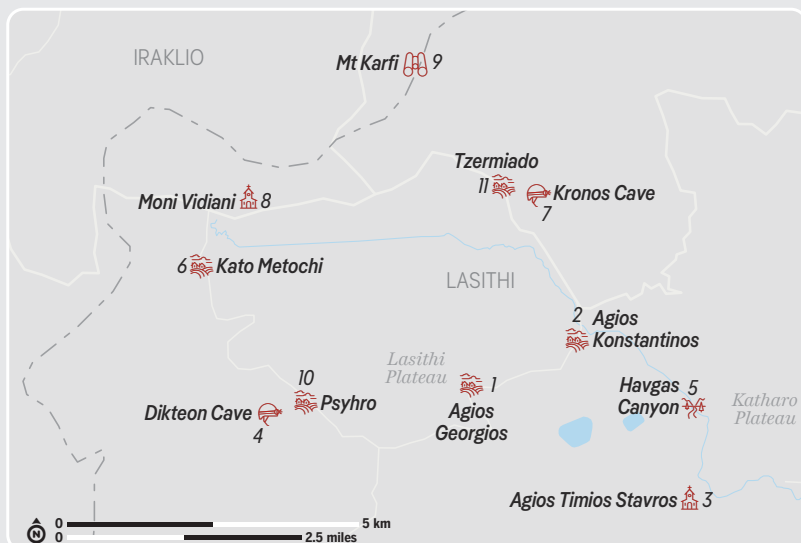 IRAKLIO
Mt Karfi 9
Tzermiado
11
Kronos Cave
7
Moni Vidiani 8
6 Kato Metochi
LASITHI
2 Agios
Konstantinos
Lasithi
Plateau
1
Agios
Georgios
10
Psyhro
Dikteon Cave
4
Havgas 5
Canyon
Katharo
Plateau
Agios Timios Stavros 3
N
0 5 km
0 2.5 miles